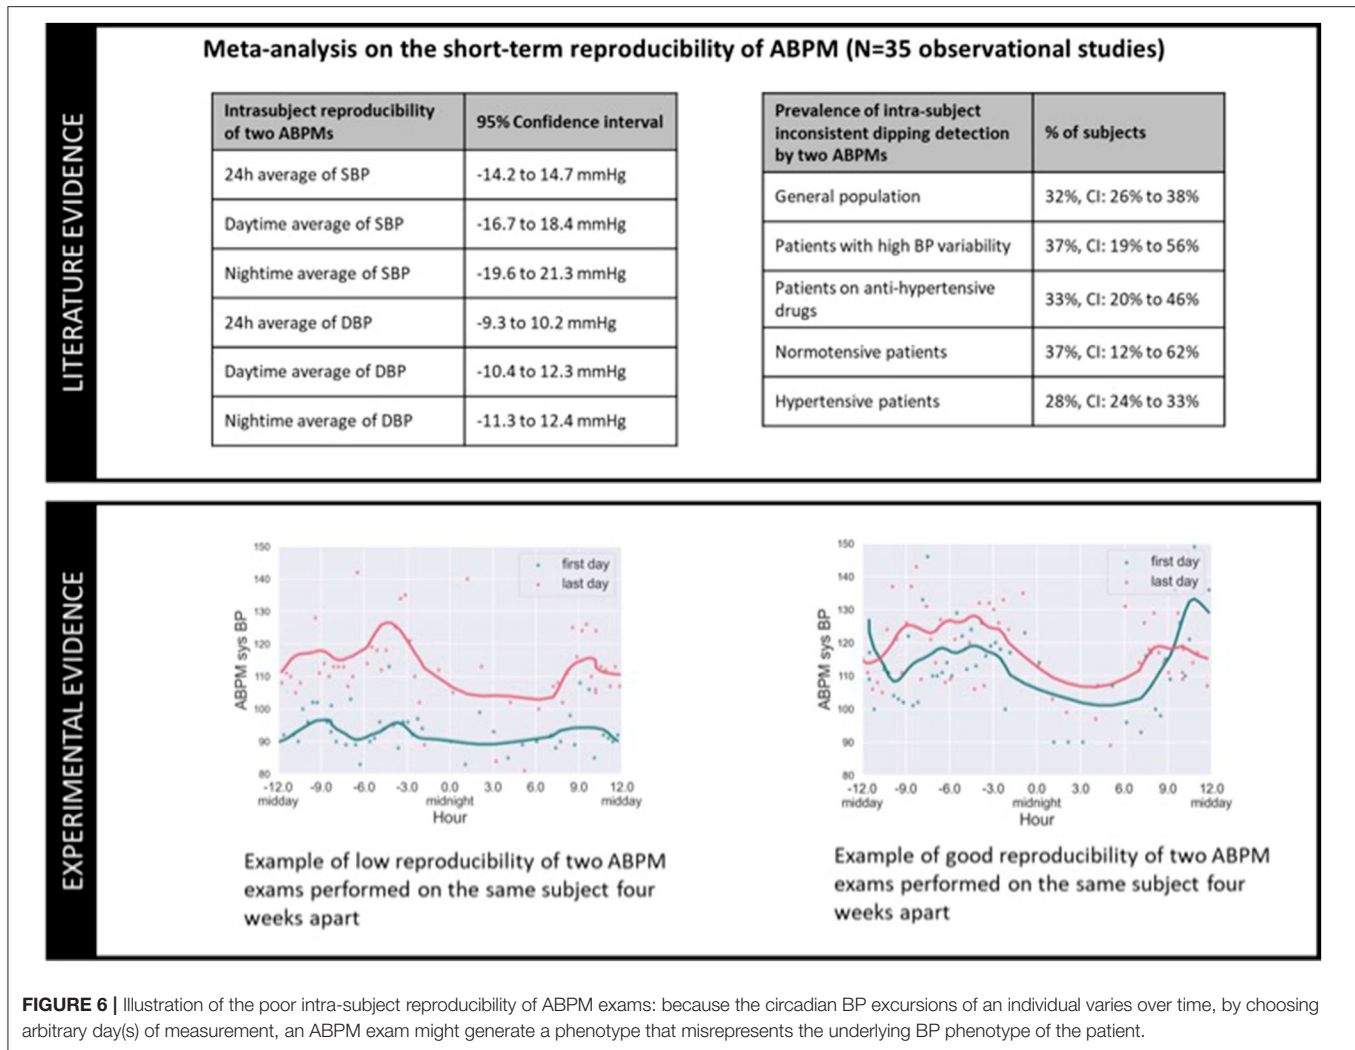 Meta-analysis on the short-term reproducibility of ABPM (N=35 observational studies)
LITERATURE EVIDENCE
Intrasubject reproducibility
of two ABPMs
95% Confidence interval
24h average of SBP
-14.2 to 14.7 mmHg
Daytime average of SBP
-16.7 to 18.4 mmHg
Nightime average of SBP
-19.6 to 21.3 mmHg
24h average of DBP
-9.3 to 10.2 mmHg
Daytime average of DBP
-10.4 to 12.3 mmHg
Nightime average of DBP
-11.3 to 12.4 mmHg
Prevalence of intra-subject
inconsistent dipping detection
by two ABPMs
% of subjects
General population
32%, CI: 26% to 38%
Patients with high BP variability
37%, CI: 19% to 56%
Patients on anti-hypertensive
drugs
33%, CI: 20% to 46%
Normotensive patients
37%, CI: 12% to 62%
Hypertensive patients
28%, CI: 24% to 33%
EXPERIMENTAL EVIDENCE
ABPM sys BP
150
140
130
120
110
100
90
80
first day
last day
-12.0 -9.0 -6.0 -3.0 0.0 3.0 6.0 9.0 12.0
midday midnight midday
Hour
Example of low reproducibility of two ABPM
exams performed on the same subject four
weeks apart
ABPM sys BP
150
140
130
120
110
100
90
80
first day
last day
-12.0 -9.0 -6.0 -3.0 0.0 3.0 6.0 9.0 12.0
midday midnight midday
Hour
Example of good reproducibility of two ABPM
exams performed on the same subject four
weeks apart
FIGURE 6 | Illustration of the poor intra-subject reproducibility of ABPM exams: because the circadian BP excursions of an individual varies over time, by choosing
arbitrary day(s) of measurement, an ABPM exam might generate a phenotype that misrepresents the underlying BP phenotype of the patient.